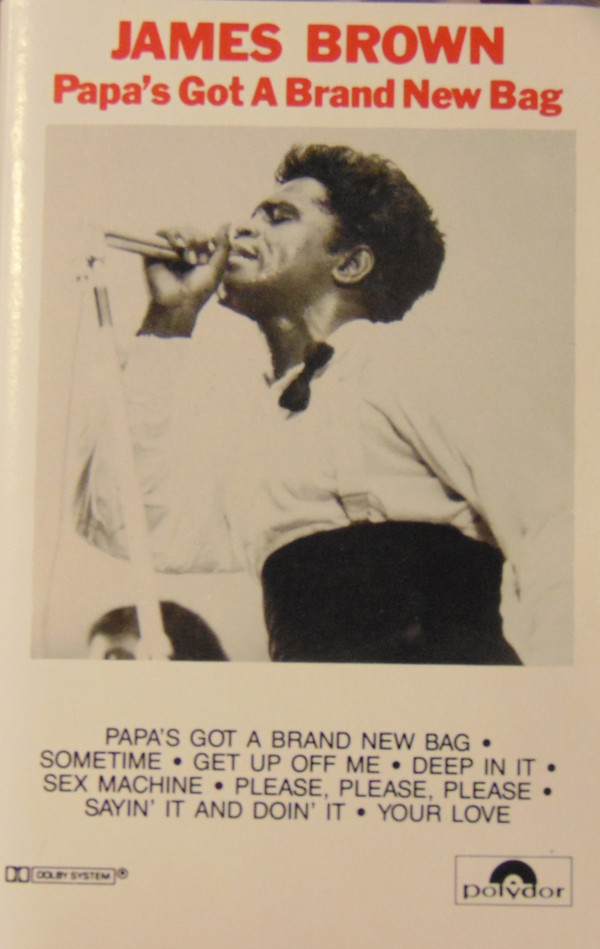 JAMES BROWN
Papa's Got A Brand New Bag
PAPA'S GOT A BRAND NEW BAG •
SOMETIME • GET UP OFF ME • DEEP IN IT •
SEX MACHINE • PLEASE, PLEASE, PLEASE •
SAYIN' IT AND DOIN' IT • YOUR LOVE
DOLBY SYSTEM ®
polydor